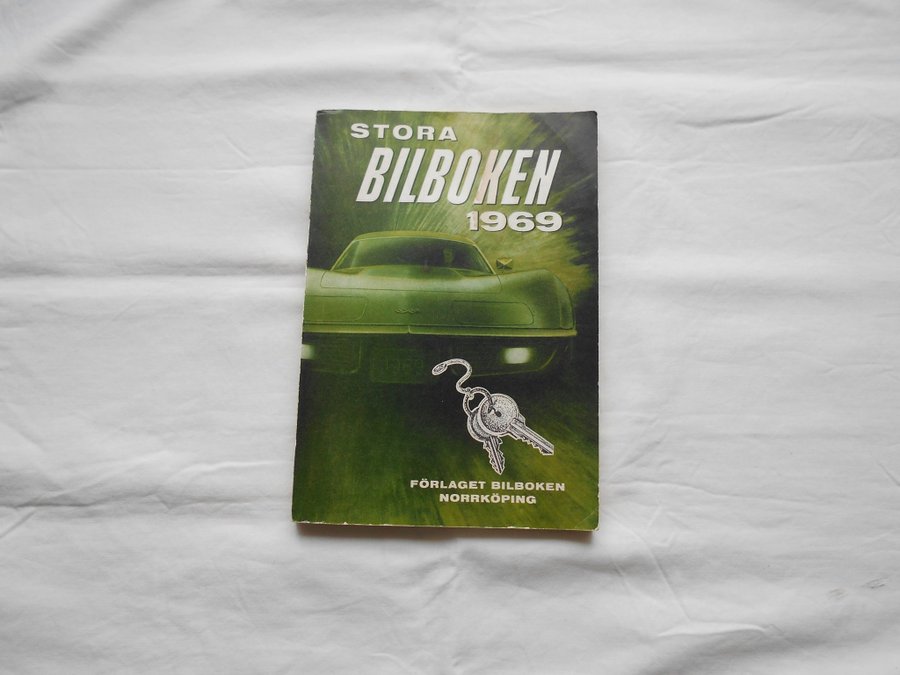 STORA
BILBOKEN
1969
FÖRLAGET BILBOKEN
NORRKÖPING